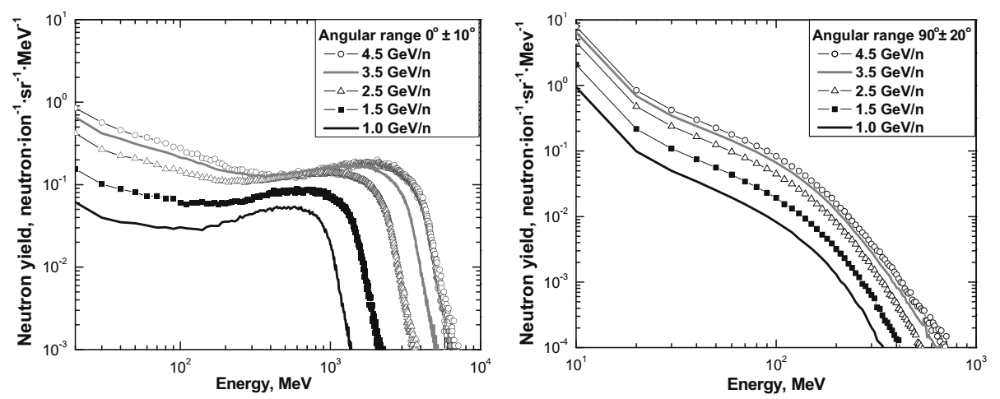 Neutron yield, neutron·ion⁻¹·sr⁻¹·MeV⁻¹
10¹
10⁰
10⁻¹
10⁻²
10⁻³
Angular range 0° ± 10°
4.5 GeV/n
3.5 GeV/n
2.5 GeV/n
1.5 GeV/n
1.0 GeV/n
10² 10³ 10⁴
Energy, MeV
Neutron yield, neutron·ion⁻¹·sr⁻¹·Mev⁻¹
10¹
10⁰
10⁻¹
10⁻²
10⁻³
10⁻⁴
Angular range 90°± 20°
4.5 GeV/n
3.5 GeV/n
2.5 GeV/n
1.5 GeV/n
1.0 GeV/n
10¹ 10² 10³
Energy, MeV